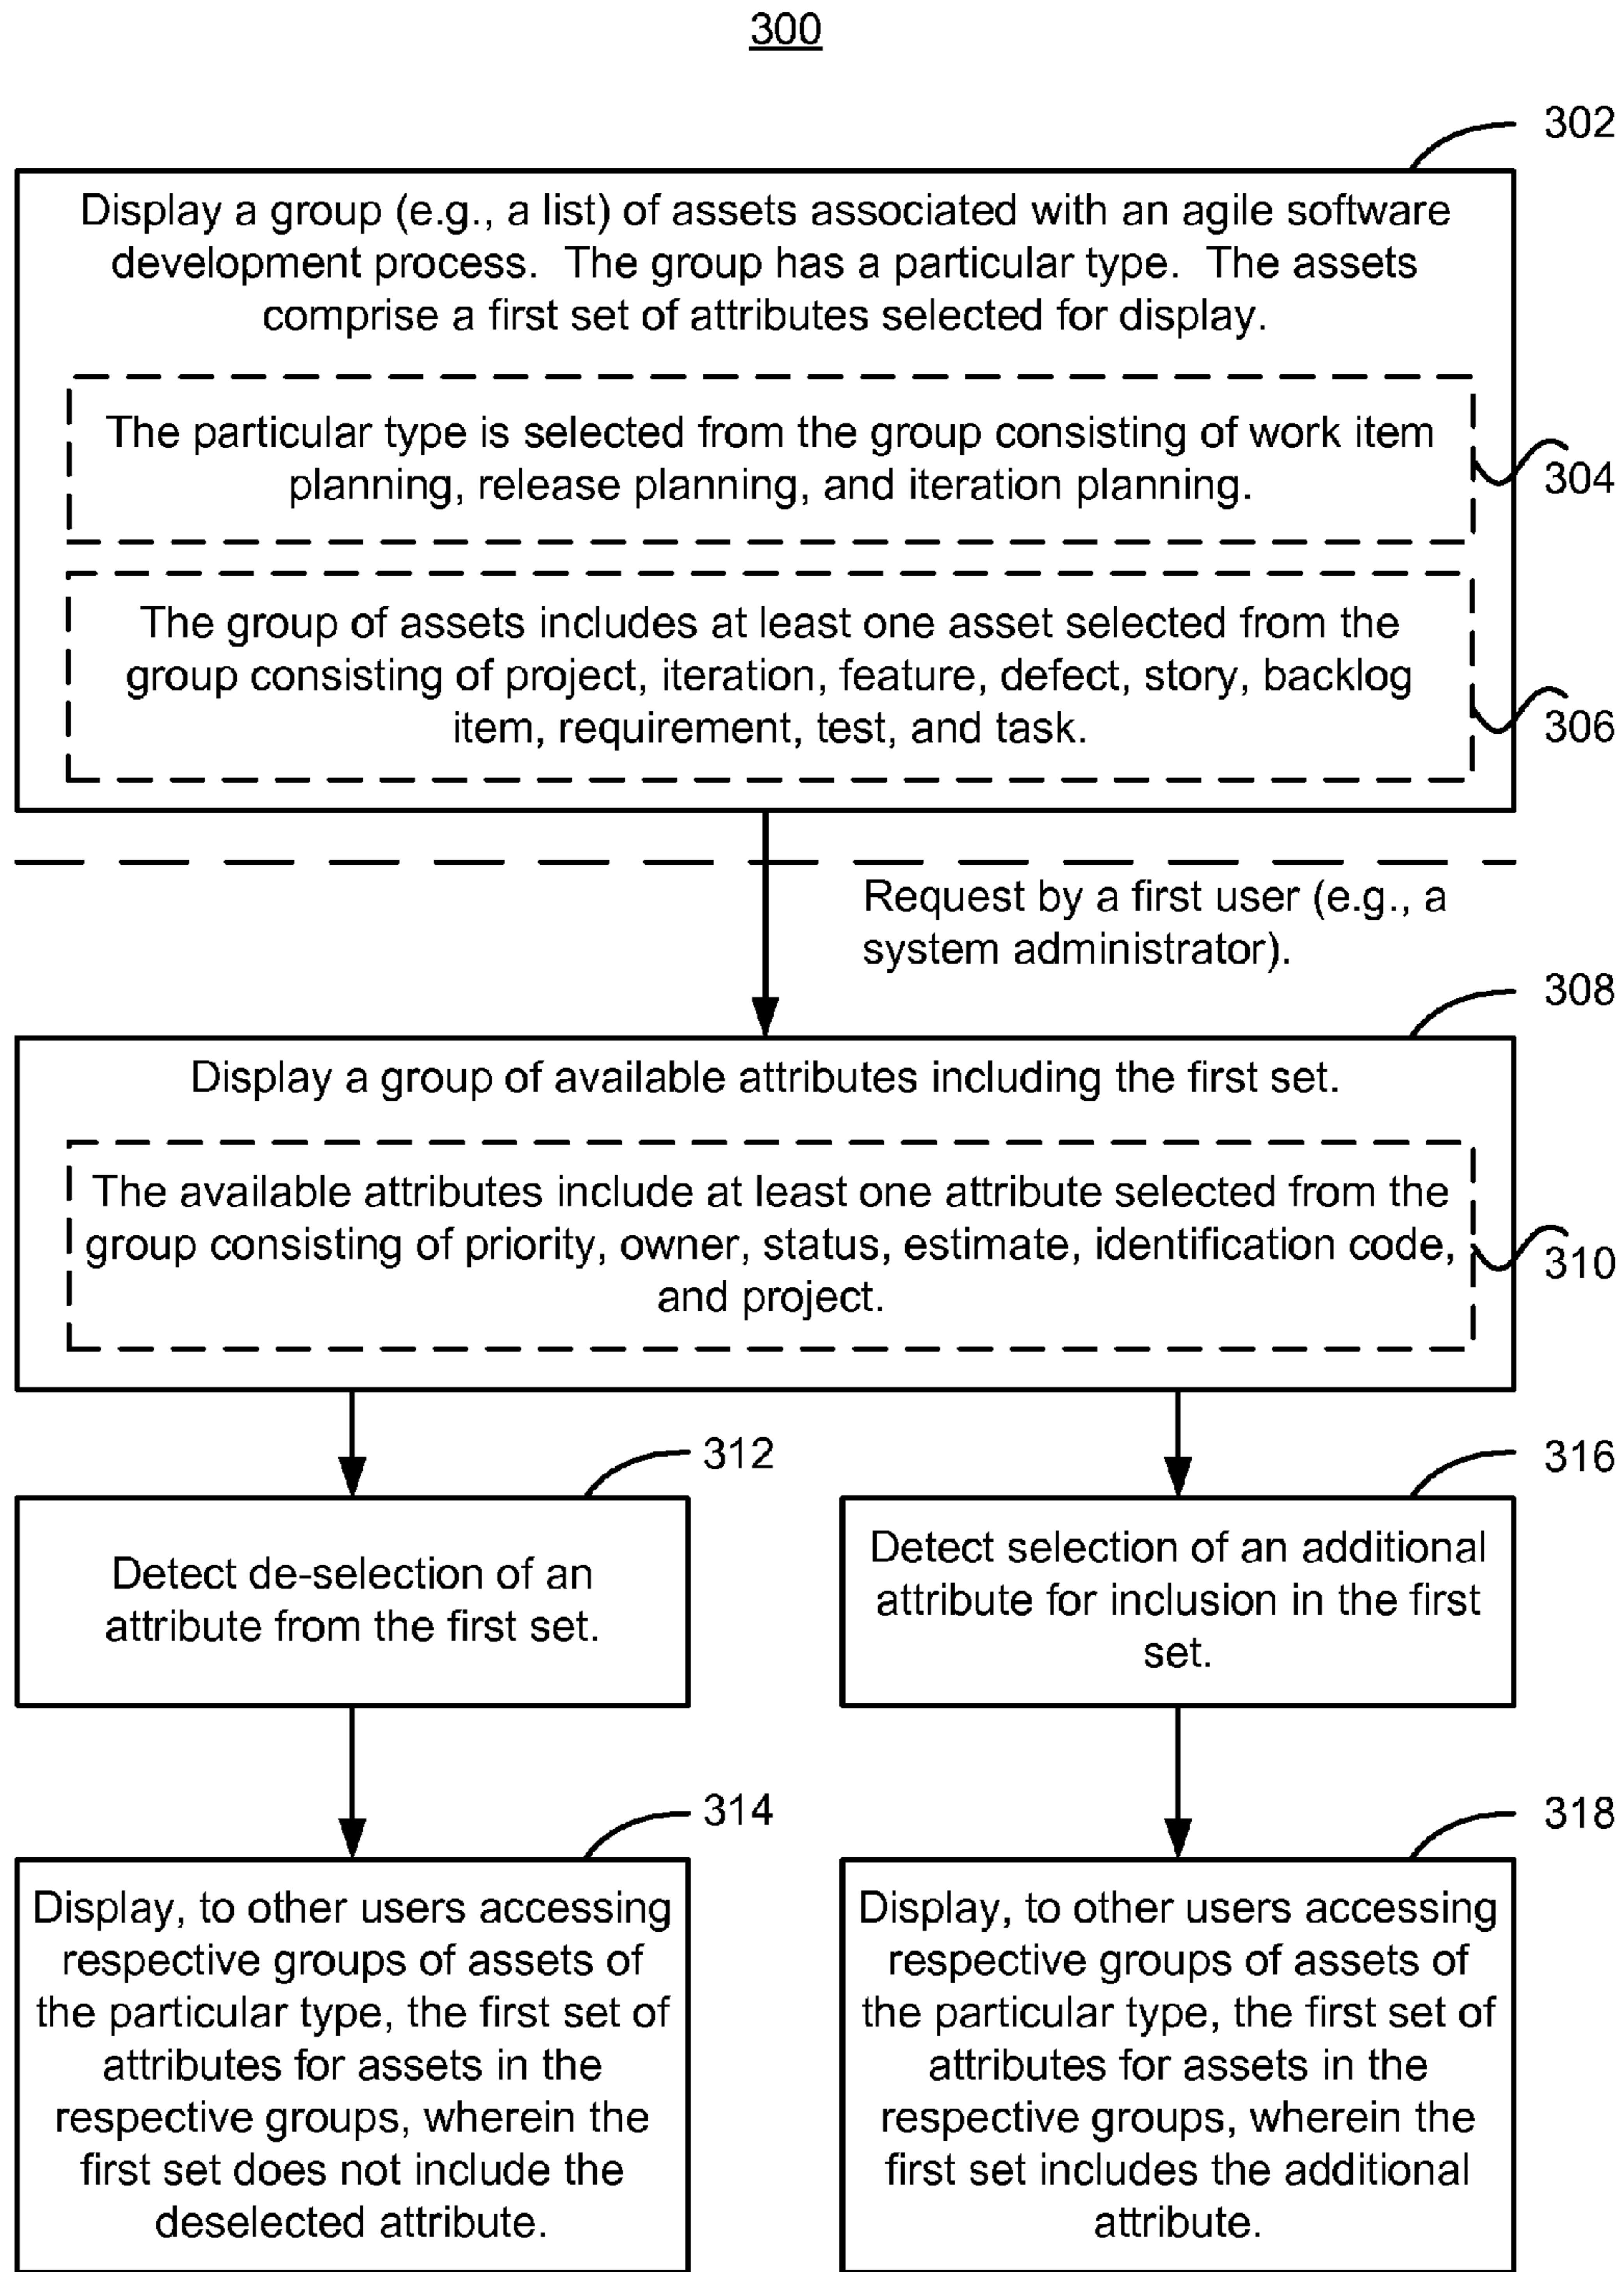 300
302
Display a group (e.g., a list) of assets associated with an agile software
development process. The group has a particular type. The assets
comprise a first set of attributes selected for display.
The particular type is selected from the group consisting of work item
planning, release planning, and iteration planning.
304
The group of assets includes at least one asset selected from the
group consisting of project, iteration, feature, defect, story, backlog
item, requirement, test, and task.
306
Request by a first user (e.g., a
system administrator).
308
Display a group of available attributes including the first set.
The available attributes include at least one attribute selected from the
group consisting of priority, owner, status, estimate, identification code,
and project.
310
312
Detect de-selection of an
attribute from the first set.
316
Detect selection of an additional
attribute for inclusion in the first
set.
314
Display, to other users accessing
respective groups of assets of
the particular type, the first set of
attributes for assets in the
respective groups, wherein the
first set does not include the
deselected attribute.
318
Display, to other users accessing
respective groups of assets of
the particular type, the first set of
attributes for assets in the
respective groups, wherein the
first set includes the additional
attribute.